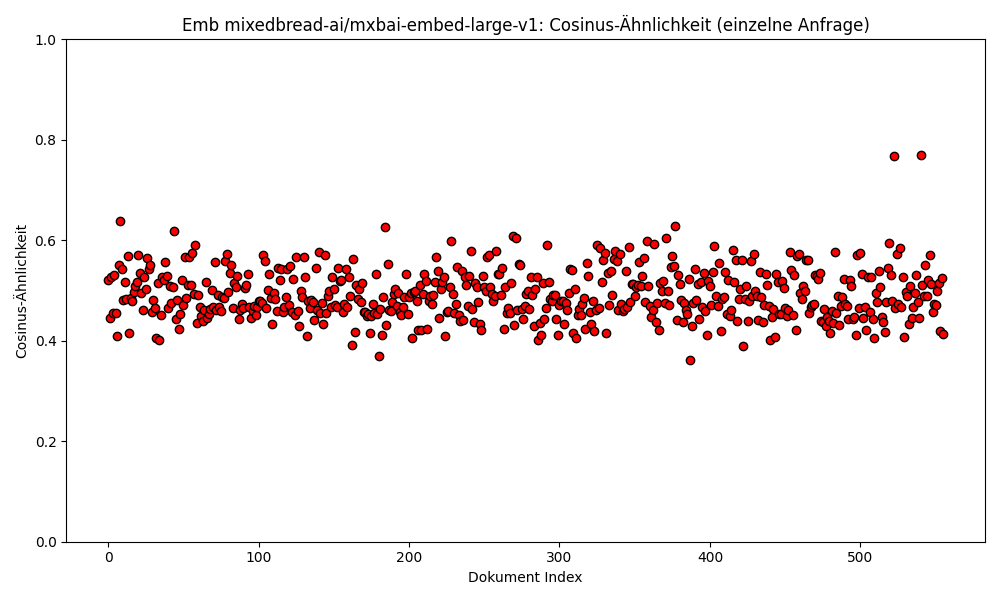 Emb mixedbread-ai/mxbai-embed-large-v1: Cosinus-Ähnlichkeit (einzelne Anfrage)
1.0
0.8
0.6
0.4
0.2
0.0
Cosinus-Ähnlichkeit
0 100 200 300 400 500
Dokument Index